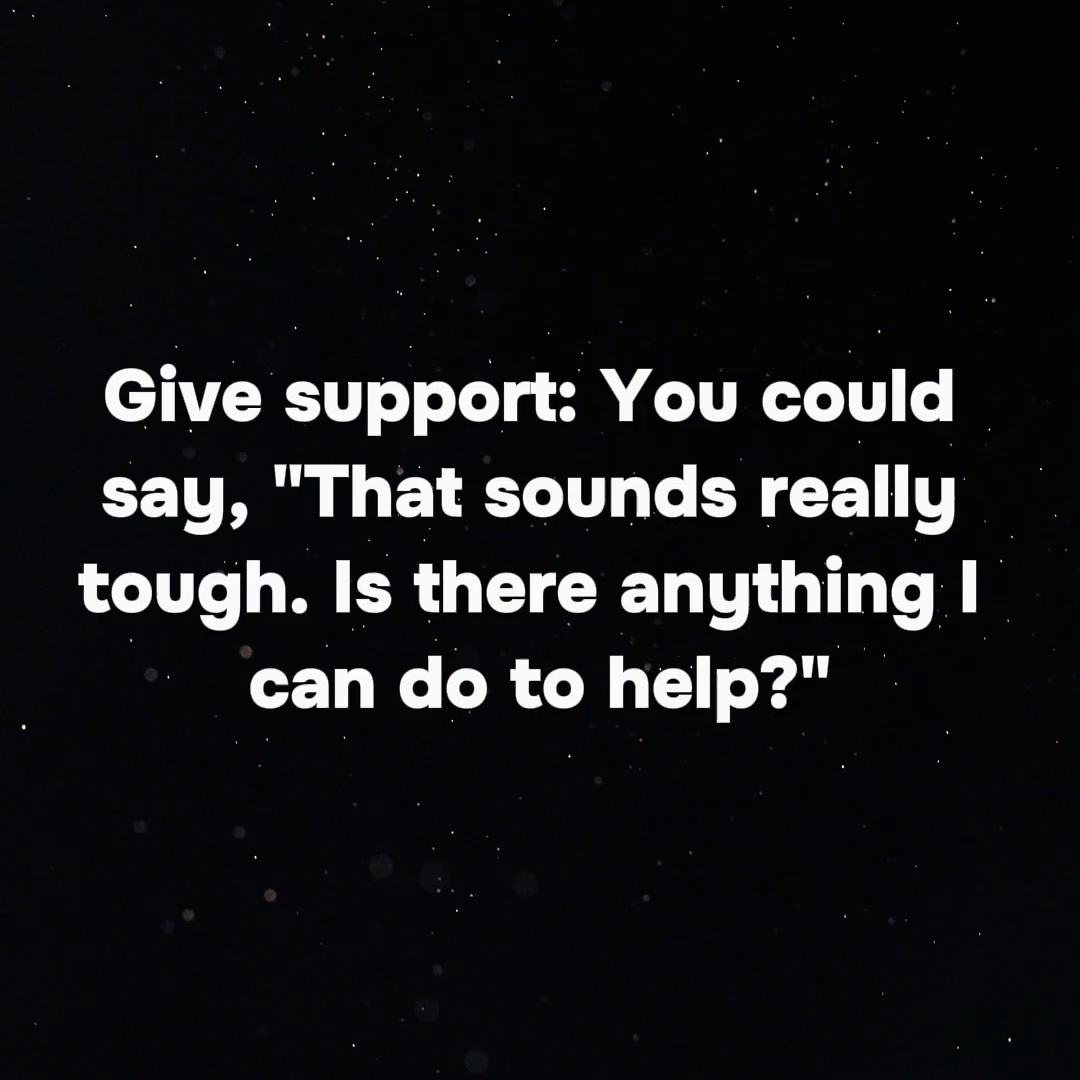 Give support: You could
say, "That sounds really
tough. Is there anything I
can do to help?"